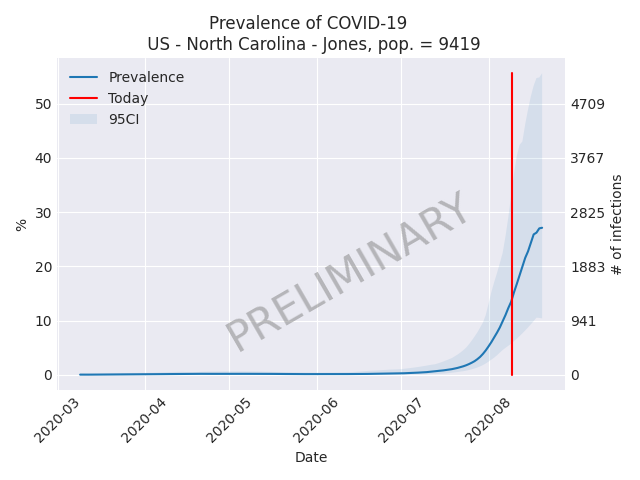 Prevalence of COVID-19
US - North Carolina - Jones, pop. = 9419
Prevalence
Today
95CI
50
40
30
20
10
0
%
4709
3767
2825
1883
941
0
# of infections
PRELIMINARY
2020-03
2020-04
2020-05
2020-06
2020-07
2020-08
Date